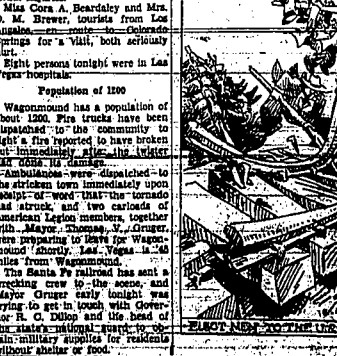 Miss Cora A. Beardsley and Mrs.
O. M. Brewer, tourists from Los
Angeles, en route to Colorado
Springs for a visit, both seriously
hurt.
Eight persons tonight were in Las
Vegas hospitals.
Population of 1200
Wagonmound has a population of
about 1200. Fire trucks have been
dispatched to the community to
fight a fire reported to have broken
out immediately after the twister
had done its damage.
Ambulances were dispatched to
the stricken town immediately upon
receipt of word that the tornado
had struck, and two carloads of
American Legion members, together
with Mayor Thomas V. Gruger,
were preparing to leave for Wagon-
mound shortly. Las Vegas is 45
miles from Wagonmound.
The Santa Fe railroad has sent a
wrecking crew to the scene, and
Mayor Gruger early tonight was
trying to get in touch with Gover-
nor R. C. Dillon and the head of
the state's national guard to ob-
tain military supplies for residents
without shelter or food.
ELECT MEN TO THE